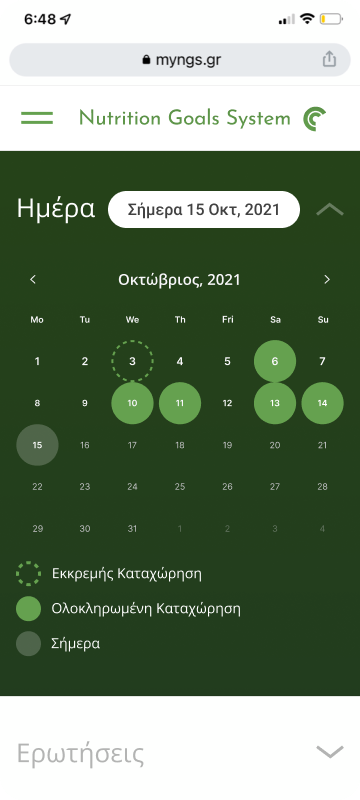 6:48
myngs.gr
Nutrition Goals System
Ημέρα Σήμερα 15 Οκτ, 2021
Οκτώβριος, 2021
Mo Tu We Th Fri Sa Su
1 2 3 4 5 6 7
8 9 10 11 12 13 14
15 16 17 18 19 20 21
22 23 24 25 26 27 28
29 30 31 1 2 3 4
Εκκρεμής Καταχώρηση
Ολοκληρωμένη Καταχώρηση
Σήμερα
Ερωτήσεις